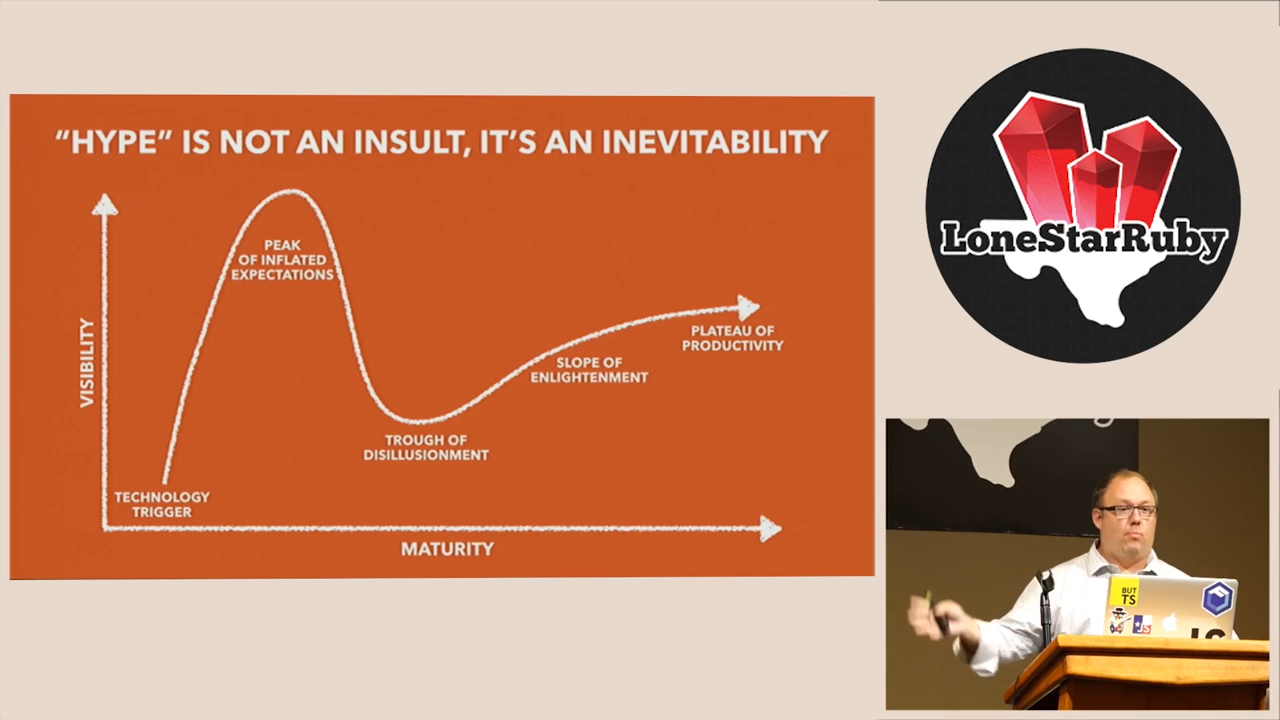 “HYPE” IS NOT AN INSULT, IT’S AN INEVITABILITY
VISIBILITY
PEAK
OF INFLATED
EXPECTATIONS
TECHNOLOGY
TRIGGER
TROUGH OF
DISILLUSIONMENT
SLOPE OF
ENLIGHTENMENT
PLATEAU OF
PRODUCTIVITY
MATURITY
LoneStarRuby
BUT
TS
JS